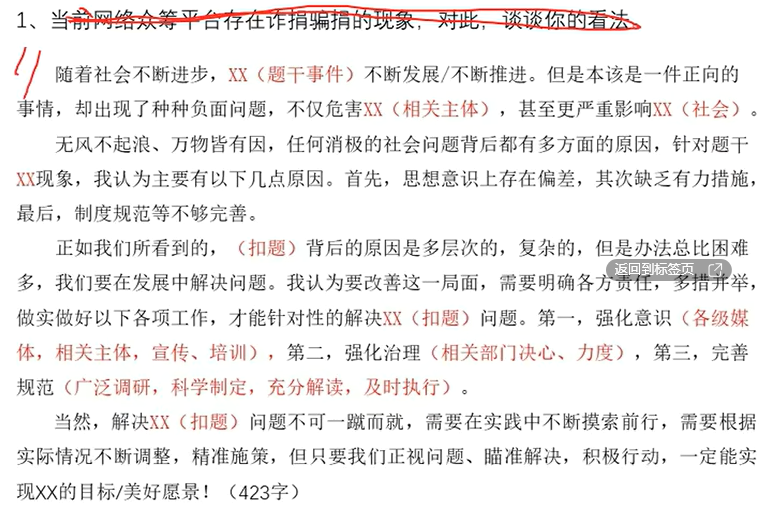 1、当前网络众筹平台存在诈捐骗捐的现象，对此，谈谈你的看法。
随着社会不断进步，XX（题干事件）不断发展/不断推进。但是本该是一件正向的
事情，却出现了种种负面问题，不仅危害XX（相关主体），甚至更严重影响XX（社会）。
无风不起浪、万物皆有因，任何消极的社会问题背后都有多方面的原因，针对题干
XX现象，我认为主要有以下几点原因。首先，思想意识上存在偏差，其次缺乏有力措施，
最后，制度规范等不够完善。
正如我们所看到的，（扣题）背后的原因是多层次的，复杂的，但是办法总比困难
多，我们要在发展中解决问题。我认为要改善这一局面，需要明确各方责任，多措并举，
返回到标签页
做实做好以下各项工作，才能针对性的解决XX（扣题）问题。第一，强化意识（各级媒
体，相关主体，宣传、培训），第二，强化治理（相关部门决心、力度），第三，完善
规范（广泛调研，科学制定，充分解读，及时执行）。
当然，解决XX（扣题）问题不可一蹴而就，需要在实践中不断摸索前行，需要根据
实际情况不断调整，精准施策，但只要我们正视问题、瞄准解决，积极行动，一定能实
现XX的目标/美好愿景！（423字）